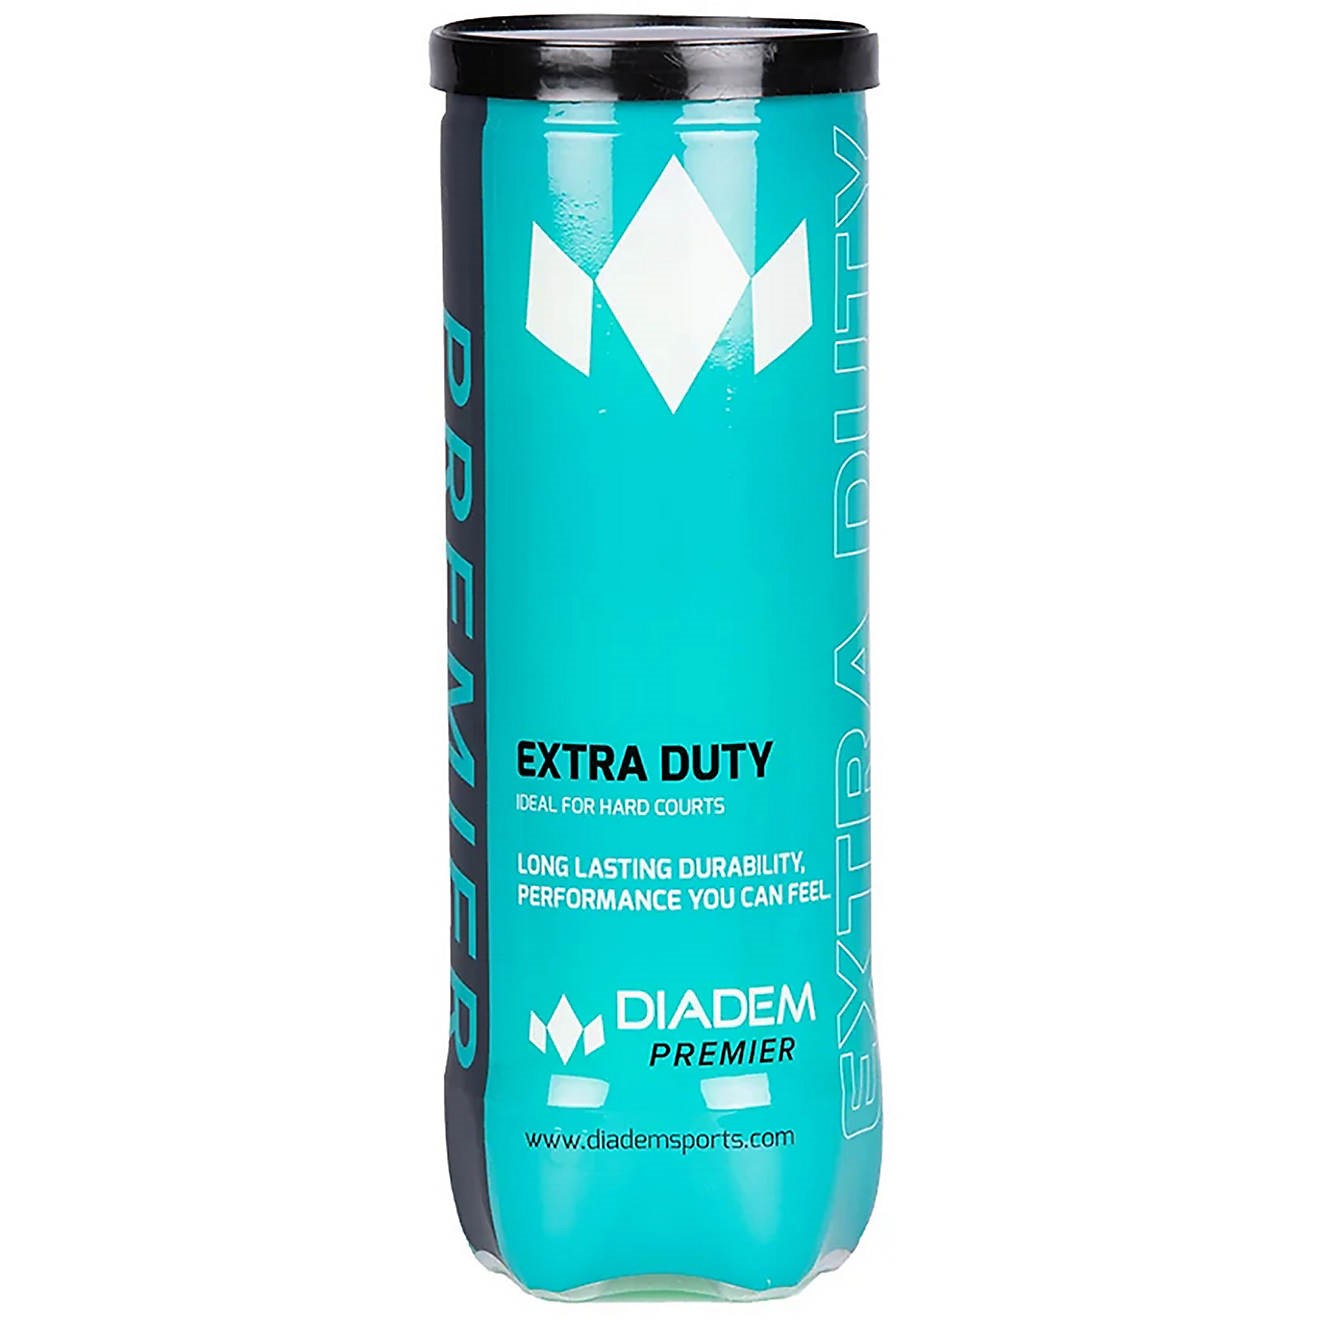 PREMIER
EXTRA DUTY
IDEAL FOR HARD COURTS
LONG LASTING DURABILITY,
PERFORMANCE YOU CAN FEEL.
DIADEM
PREMIER
www.diademsports.com
EXTRA DUTY